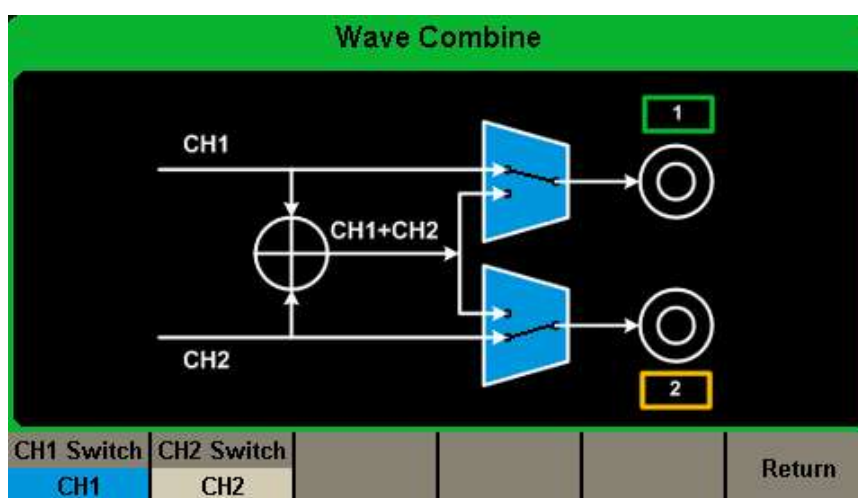 Wave Combine
1
CH1
CH1+CH2
CH2
2
CH1 Switch
CH1
CH2 Switch
CH2
Return